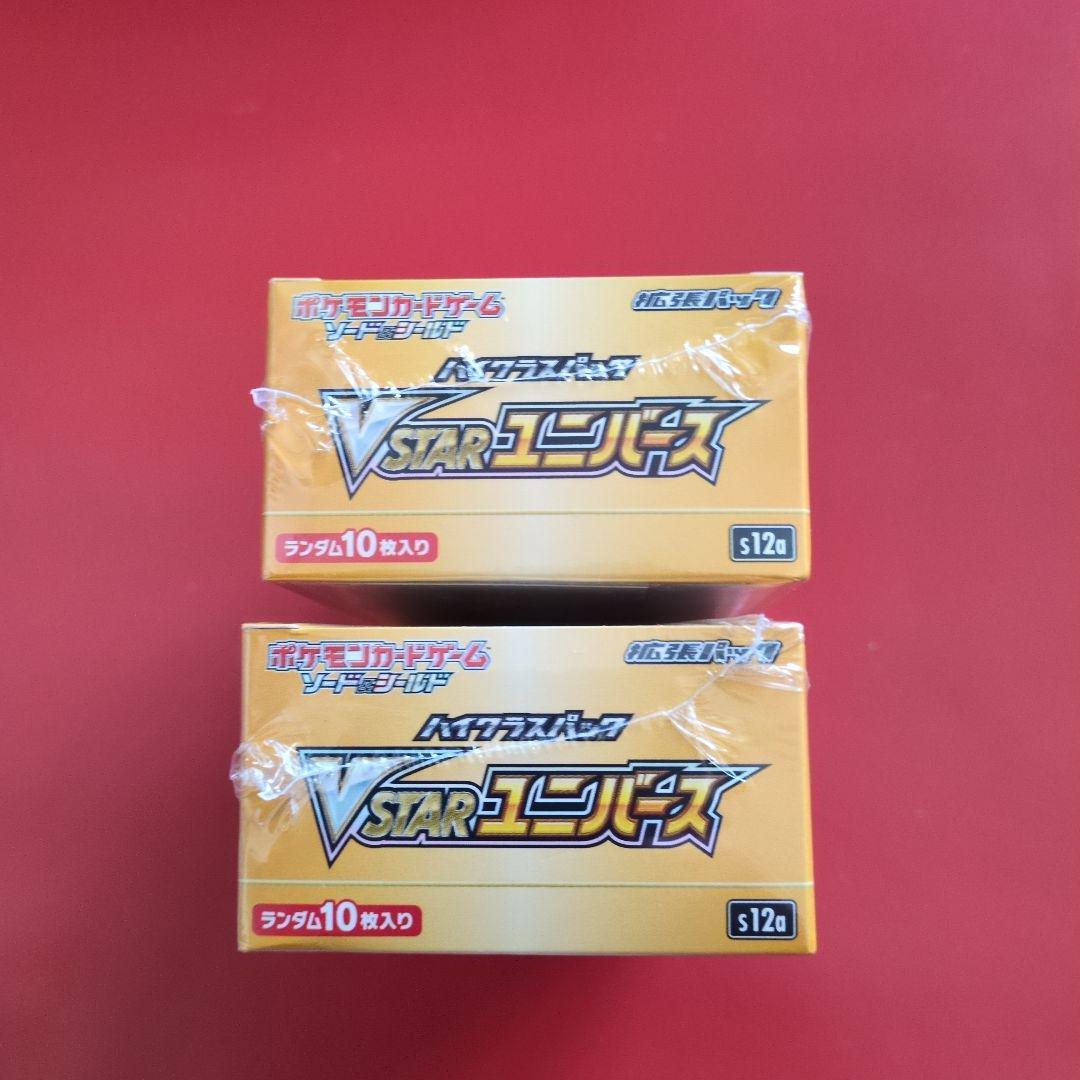 ポケモンカードゲーム
ソード&シールド
拡張パック
ハイクラスパック
VSTARユニバース
ランダム10枚入り
s12a
ポケモンカードゲーム
ソード&シールド
拡張パック
ハイクラスパック
VSTARユニバース
ランダム10枚入り
s12a